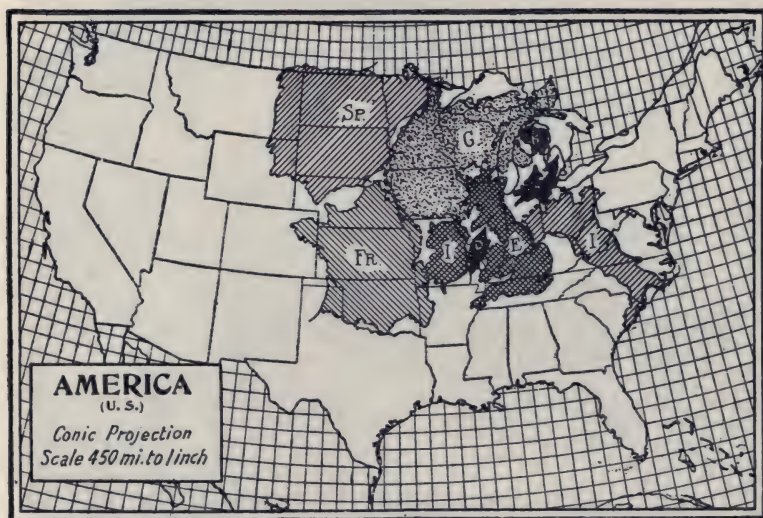 SP.
G.
FR.
I
D
E
I
AMERICA
(U. S.)
Conic Projection
Scale 450 mi. to 1 inch